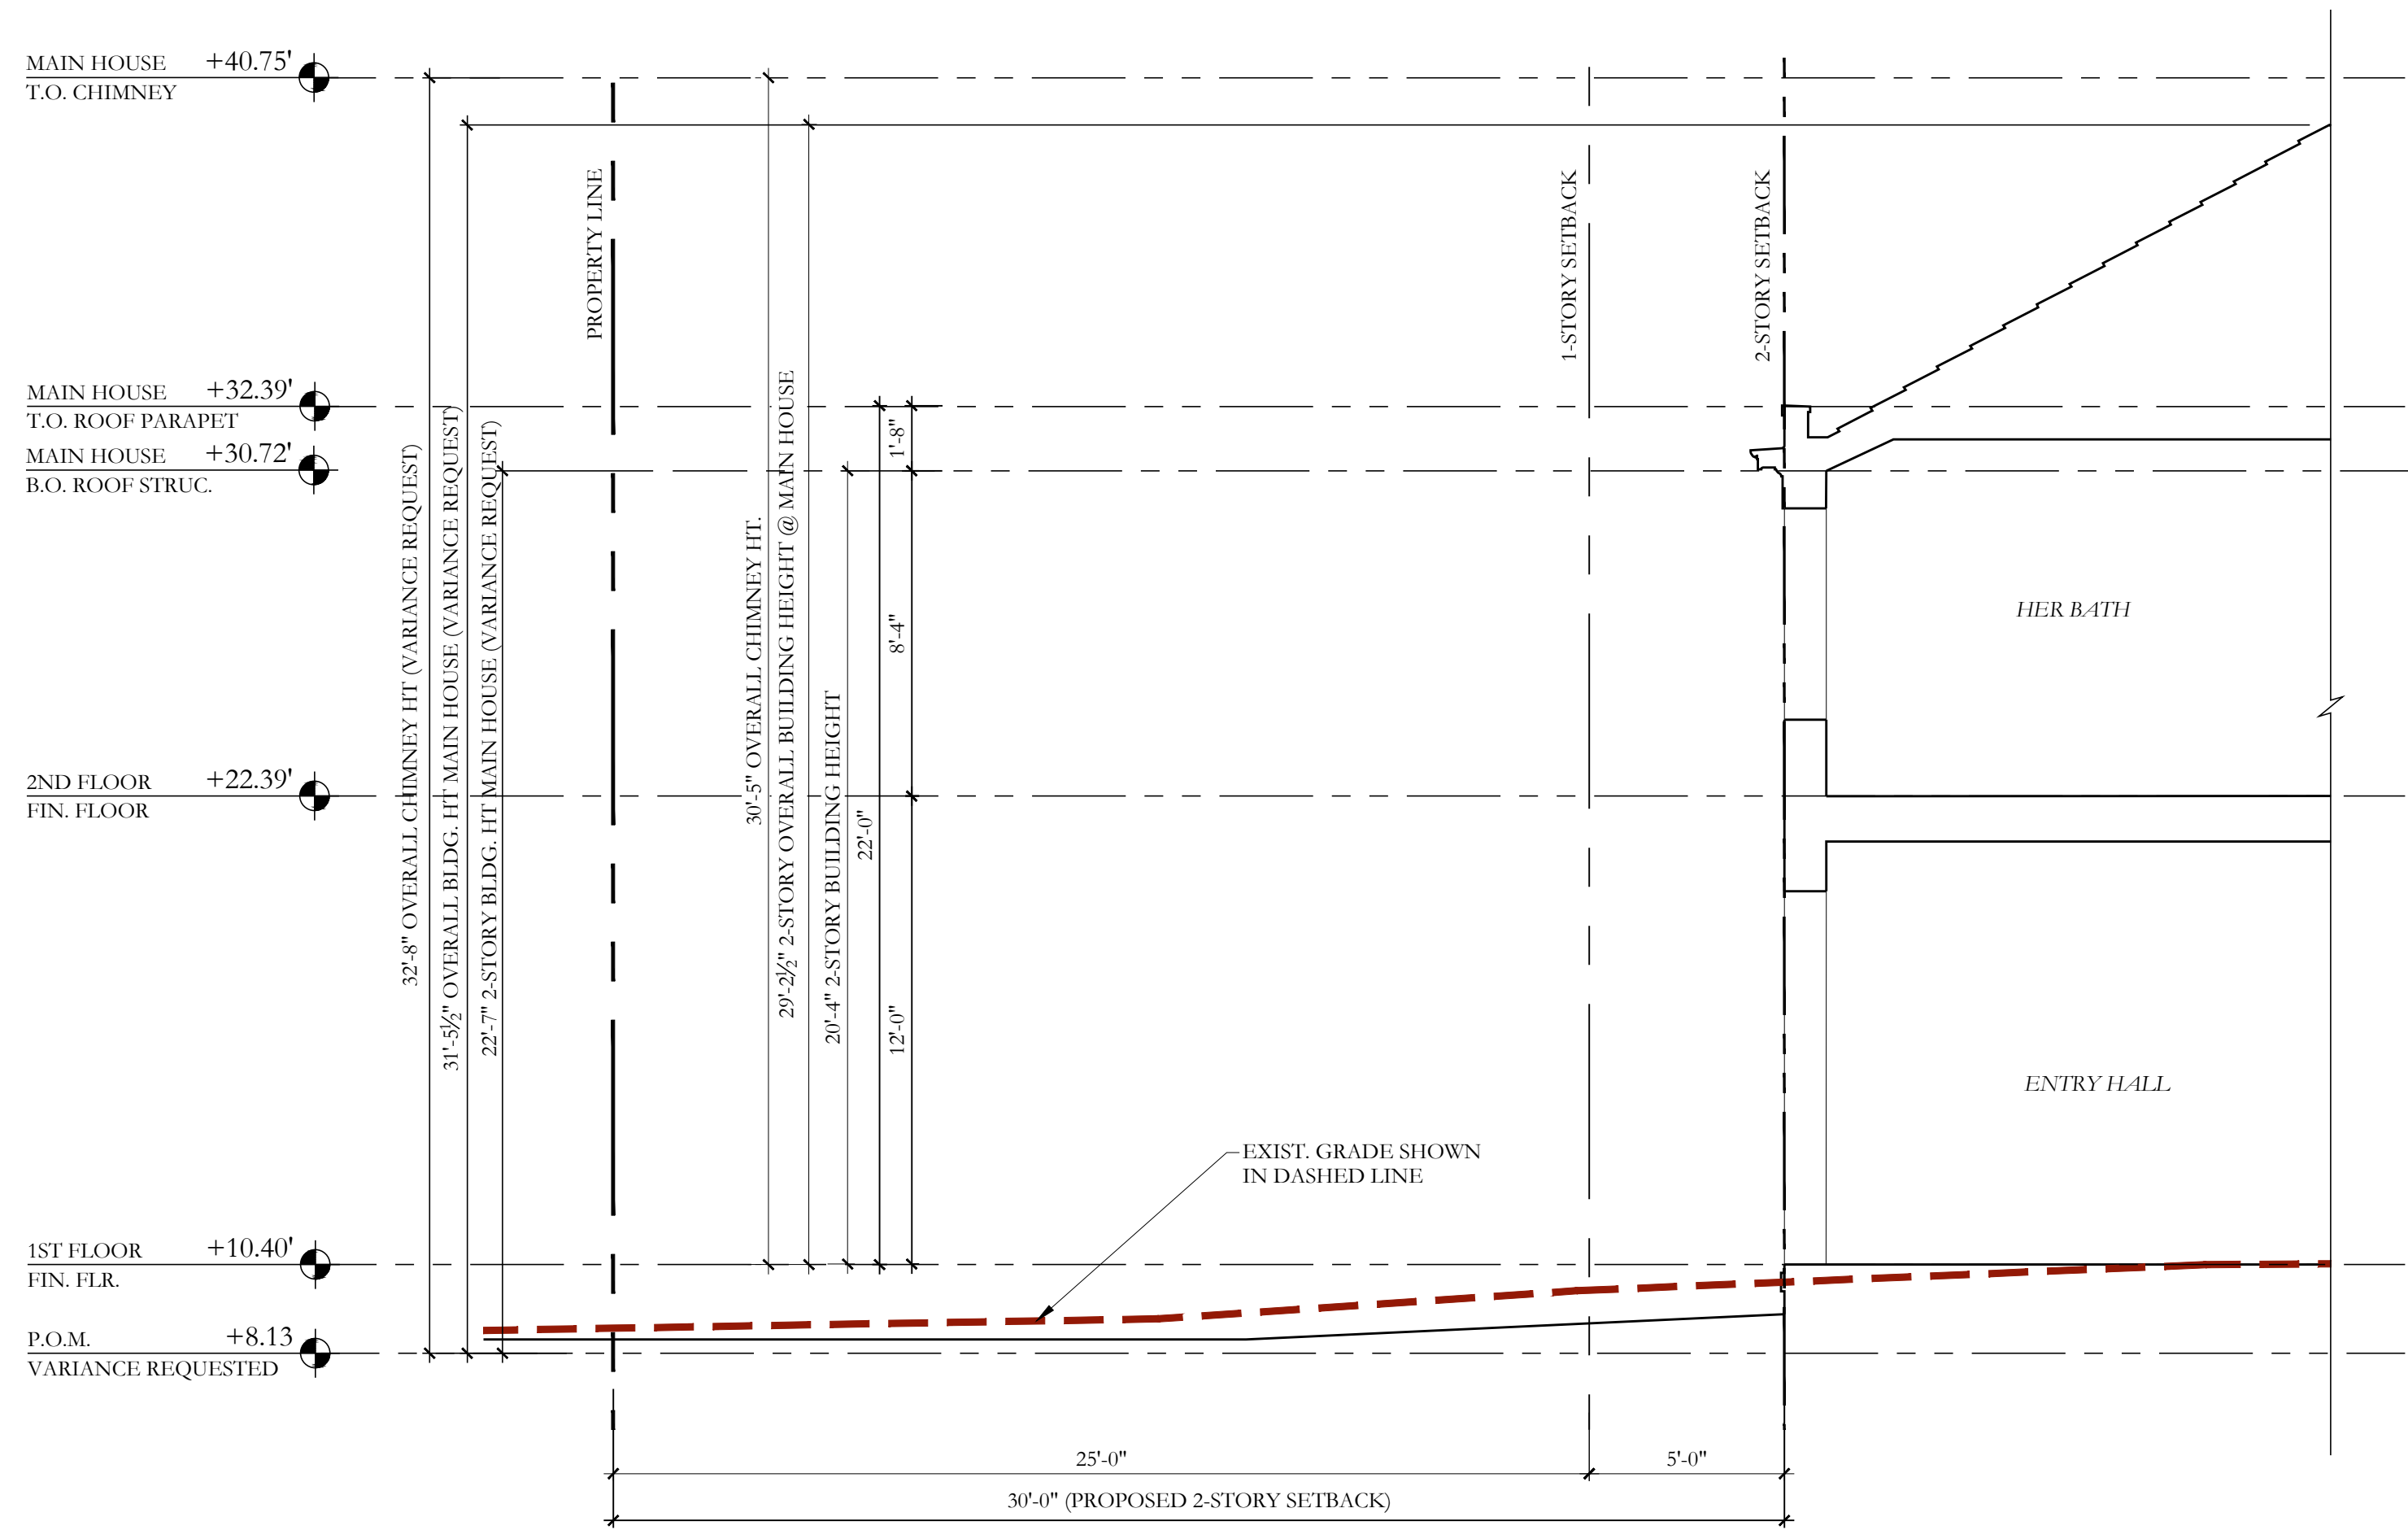 MAIN HOUSE +40.75'
T.O. CHIMNEY
MAIN HOUSE +32.39'
T.O. ROOF PARAPET
MAIN HOUSE +30.72'
B.O. ROOF STRUC.
2ND FLOOR +22.39'
FIN. FLOOR
1ST FLOOR +10.40'
FIN. FLR.
P.O.M. +8.13
VARIANCE REQUESTED
32'-8" OVERALL CHIMNEY HT (VARIANCE REQUEST)
31'-5½" OVERALL BLDG. HT MAIN HOUSE (VARIANCE REQUEST)
22'-7" 2-STORY BLDG. HT MAIN HOUSE (VARIANCE REQUEST)
PROPERTY LINE
30'-5" OVERALL CHIMNEY HT.
29'-2½" 2-STORY OVERALL BUILDING HEIGHT @ MAIN HOUSE
20'-4" 2-STORY BUILDING HEIGHT
22'-0"
1'-8"
8'-4"
12'-0"
1-STORY SETBACK
2-STORY SETBACK
HER BATH
ENTRY HALL
EXIST. GRADE SHOWN
IN DASHED LINE
25'-0"
5'-0"
30'-0" (PROPOSED 2-STORY SETBACK)